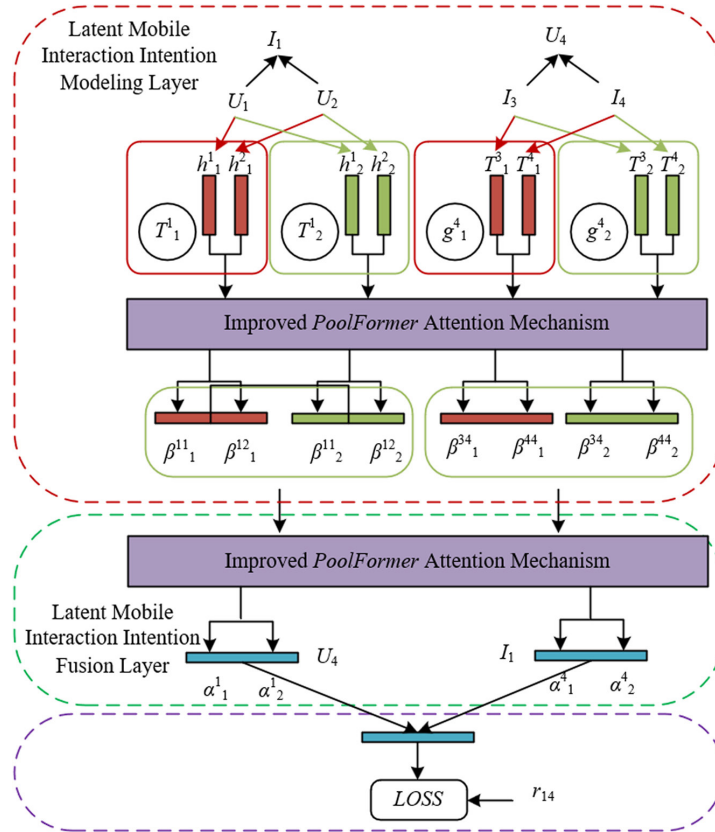 Latent Mobile
Interaction Intention
Modeling Layer
I₁
U₄
U₁
U₂
I₃
I₄
h¹₁ h²₁
h¹₂ h²₂
T³₁ T⁴₁
T³₂ T⁴₂
T¹₁
T¹₂
g⁴₁
g⁴₂
Improved PoolFormer Attention Mechanism
β¹¹₁ β¹²₁ β¹¹₂ β¹²₂ β³⁴₁ β⁴⁴₁ β³⁴₂ β⁴⁴₂
Improved PoolFormer Attention Mechanism
Latent Mobile
Interaction Intention
Fusion Layer
U₄
I₁
α¹₁ α¹₂ α⁴₁ α⁴₂
LOSS
r₁₄